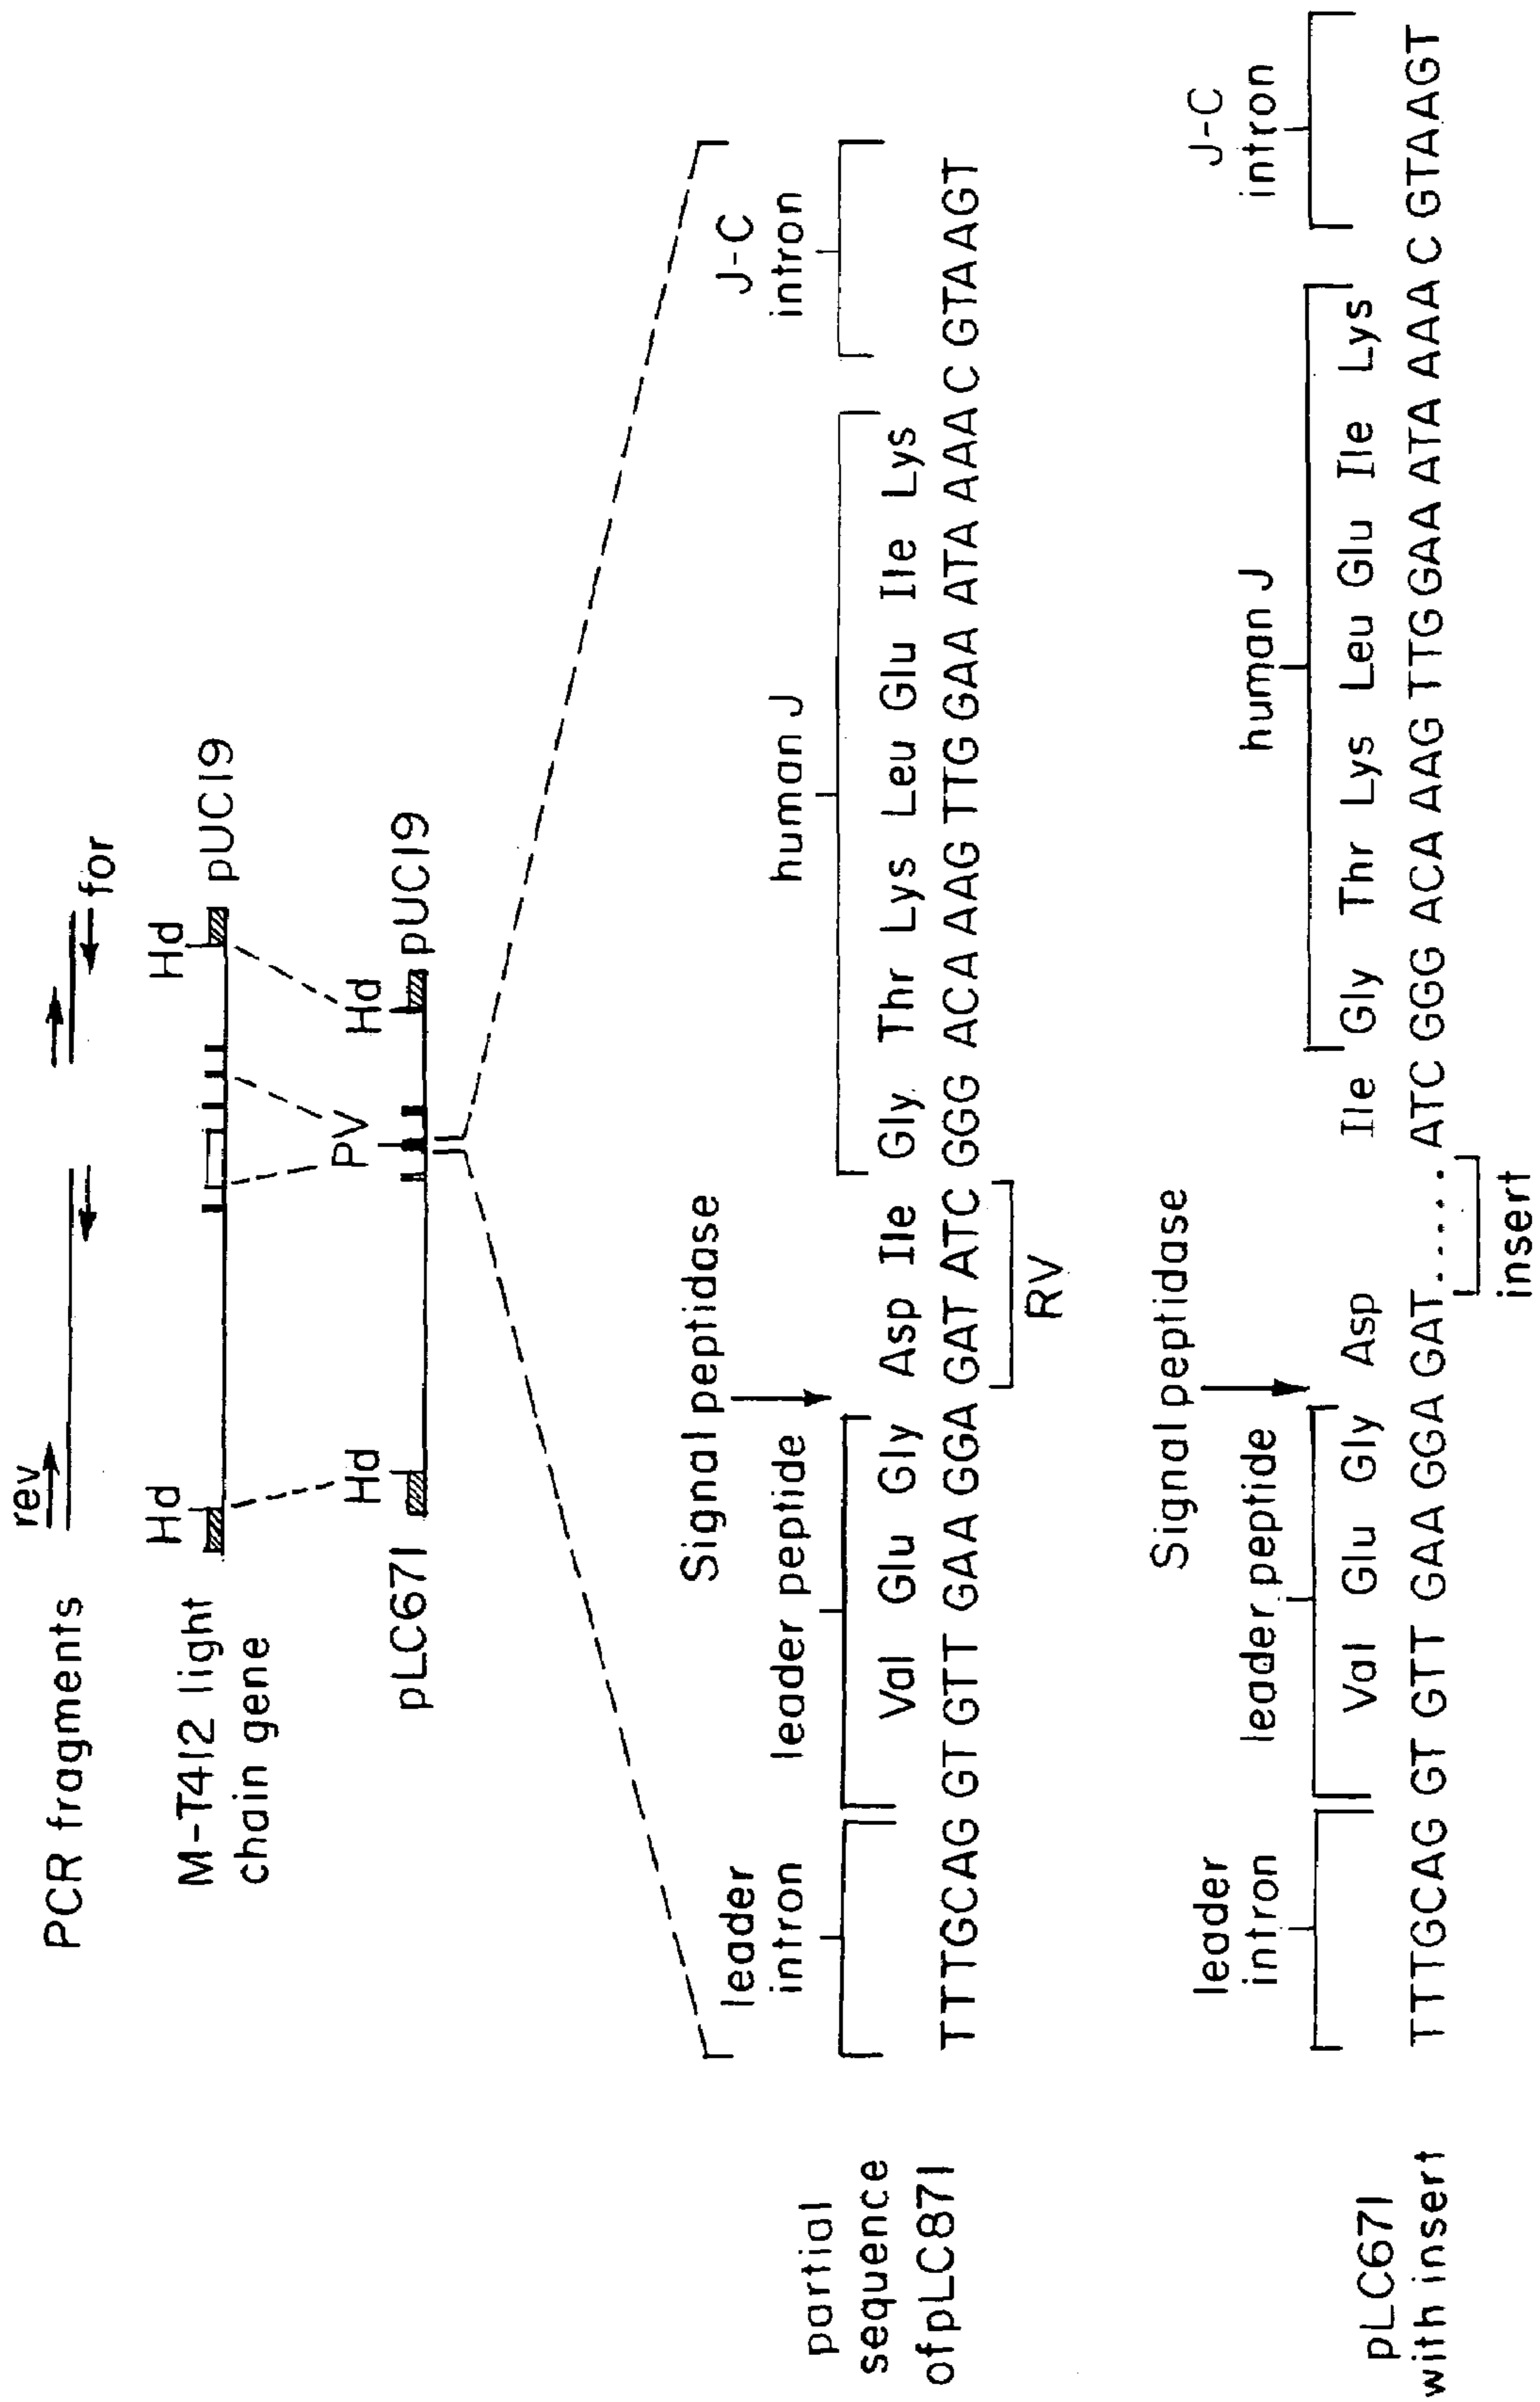 PCR fragments
rev
for
M-T412 light
chain gene
Hd
Hd
pUC19
PV
pLC671
Hd
Hd
pUC19
partial
sequence
of pLC871
leader
intron
leader peptide
Signal peptidase
human J
J-C
intron
Val Glu Gly Asp Ile Gly Thr Lys Leu Glu Ile Lys
TTTGCAG GT GTT GAA GGA GAT ATC GGG ACA AAG TTG GAA ATA AAA C GTAAGT
RV
pLC671
with insert
leader
intron
leader peptide
Signal peptidase
human J
J-C
intron
Val Glu Gly Asp Ile Gly Thr Lys Leu Glu Ile Lys
TTTGCAG GT GTT GAA GGA GAT..... ATC GGG ACA AAG TTG GAA ATA AAA C GTAAGT
insert